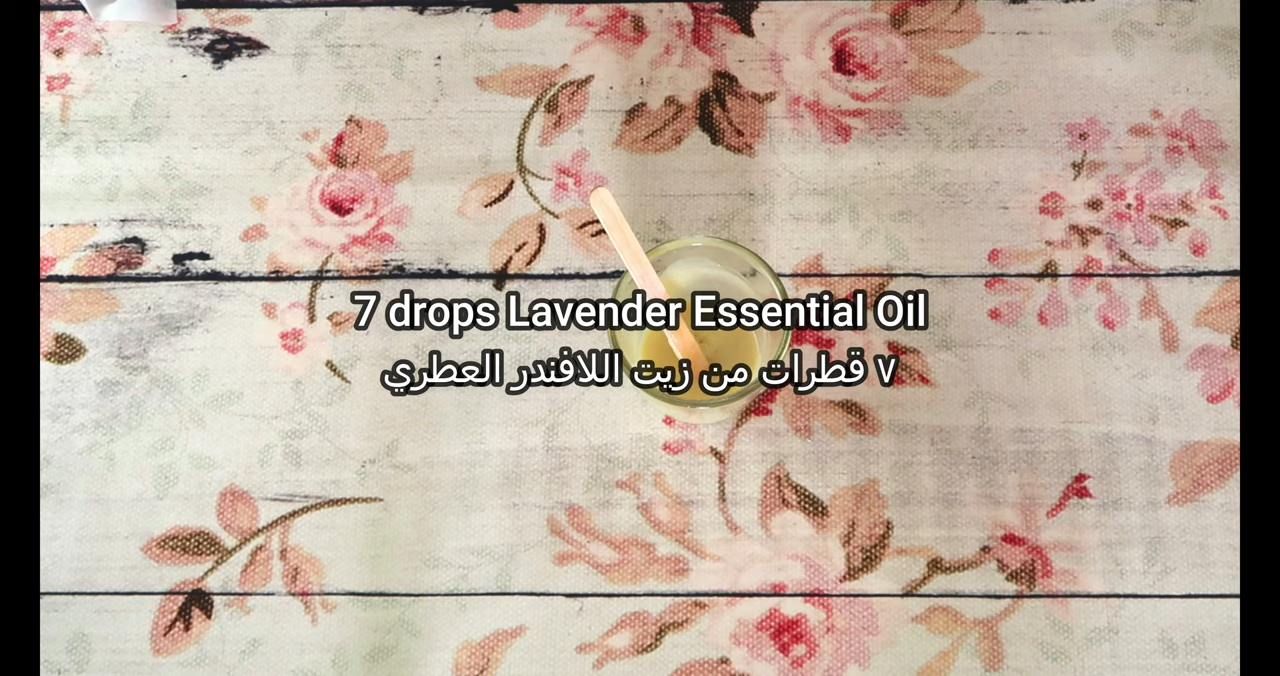 7 drops Lavender Essential Oil
٧ قطرات من زيت اللافندر العطري